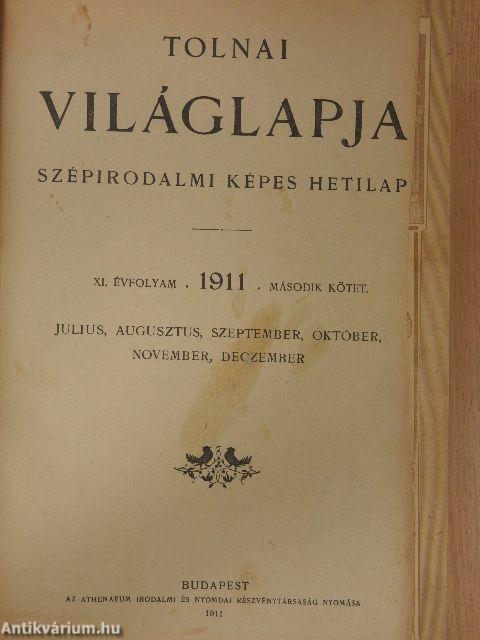 TOLNAI
VILÁGLAPJA
SZÉPIRODALMI KÉPES HETILAP
XI. ÉVFOLYAM . 1911 . MÁSODIK KÖTET.
JULIUS, AUGUSZTUS, SZEPTEMBER, OKTÓBER,
NOVEMBER, DECZEMBER
BUDAPEST
AZ ATHENAEUM IRODALMI ÉS NYOMDAI RÉSZVÉNYTÁRSASÁG NYOMÁSA
1911
Antikvárium.hu